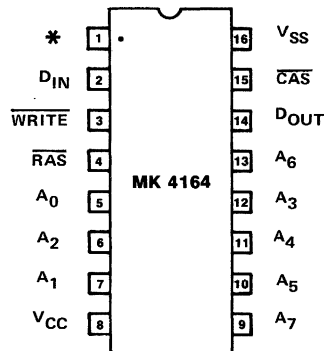 * 1 16 VSS
DIN 2 15 CAS
WRITE 3 14 DOUT
RAS 4 13 A6
MK 4164
A0 5 12 A3
A2 6 11 A4
A1 7 10 A5
VCC 8 9 A7